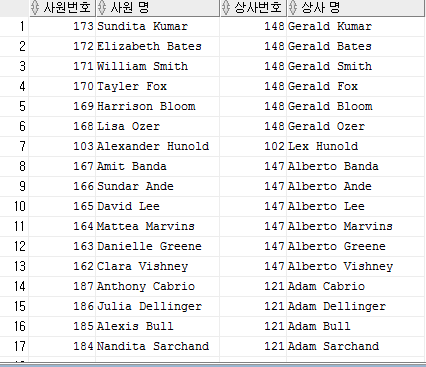 사원번호 사원 명 상사번호 상사 명
1 173 Sundita Kumar 148 Gerald Kumar
2 172 Elizabeth Bates 148 Gerald Bates
3 171 William Smith 148 Gerald Smith
4 170 Tayler Fox 148 Gerald Fox
5 169 Harrison Bloom 148 Gerald Bloom
6 168 Lisa Ozer 148 Gerald Ozer
7 103 Alexander Hunold 102 Lex Hunold
8 167 Amit Banda 147 Alberto Banda
9 166 Sundar Ande 147 Alberto Ande
10 165 David Lee 147 Alberto Lee
11 164 Mattea Marvins 147 Alberto Marvins
12 163 Danielle Greene 147 Alberto Greene
13 162 Clara Vishney 147 Alberto Vishney
14 187 Anthony Cabrio 121 Adam Cabrio
15 186 Julia Dellinger 121 Adam Dellinger
16 185 Alexis Bull 121 Adam Bull
17 184 Nandita Sarchand 121 Adam Sarchand